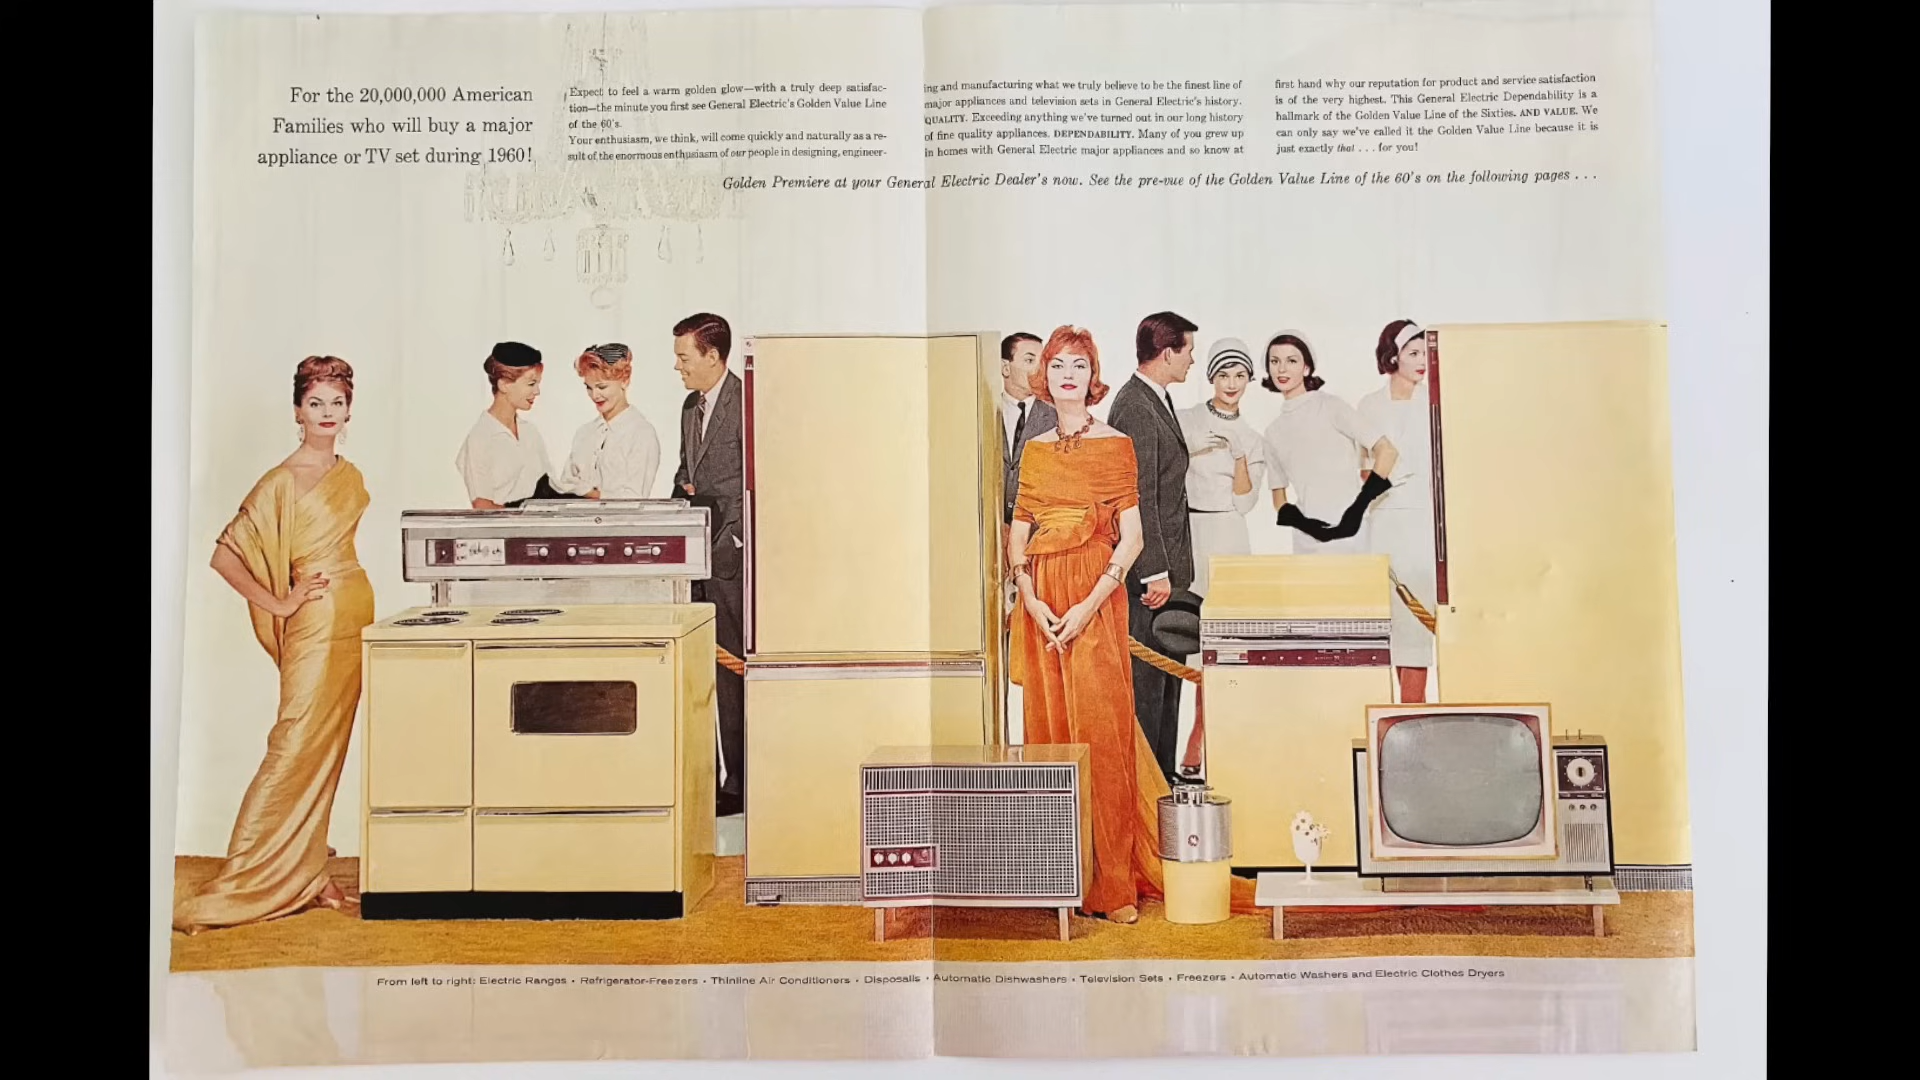 For the 20,000,000 American
Families who will buy a major
appliance or TV set during 1960!
Expect to feel a warm golden glow—with a truly deep satisfac-
tion—the minute you first see General Electric's Golden Value Line
of the 60's.
Your enthusiasm, we think, will come quickly and naturally as a re-
sult of the enormous enthusiasm of our people in designing, engineer-
ing and manufacturing what we truly believe to be the finest line of
major appliances and television sets in General Electric's history.
QUALITY. Exceeding anything we've turned out in our long history
of fine quality appliances. DEPENDABILITY. Many of you grew up
in homes with General Electric major appliances and so know at
first hand why our reputation for product and service satisfaction
is of the very highest. This General Electric Dependability is a
hallmark of the Golden Value Line of the Sixties. AND VALUE. We
can only say we've called it the Golden Value Line because it is
just exactly that . . . for you!
Golden Premiere at your General Electric Dealer's now. See the pre-vue of the Golden Value Line of the 60's on the following pages . . .
From left to right: Electric Ranges • Refrigerator-Freezers • Thinline Air Conditioners • Disposalls • Automatic Dishwashers • Television Sets • Freezers • Automatic Washers and Electric Clothes Dryers